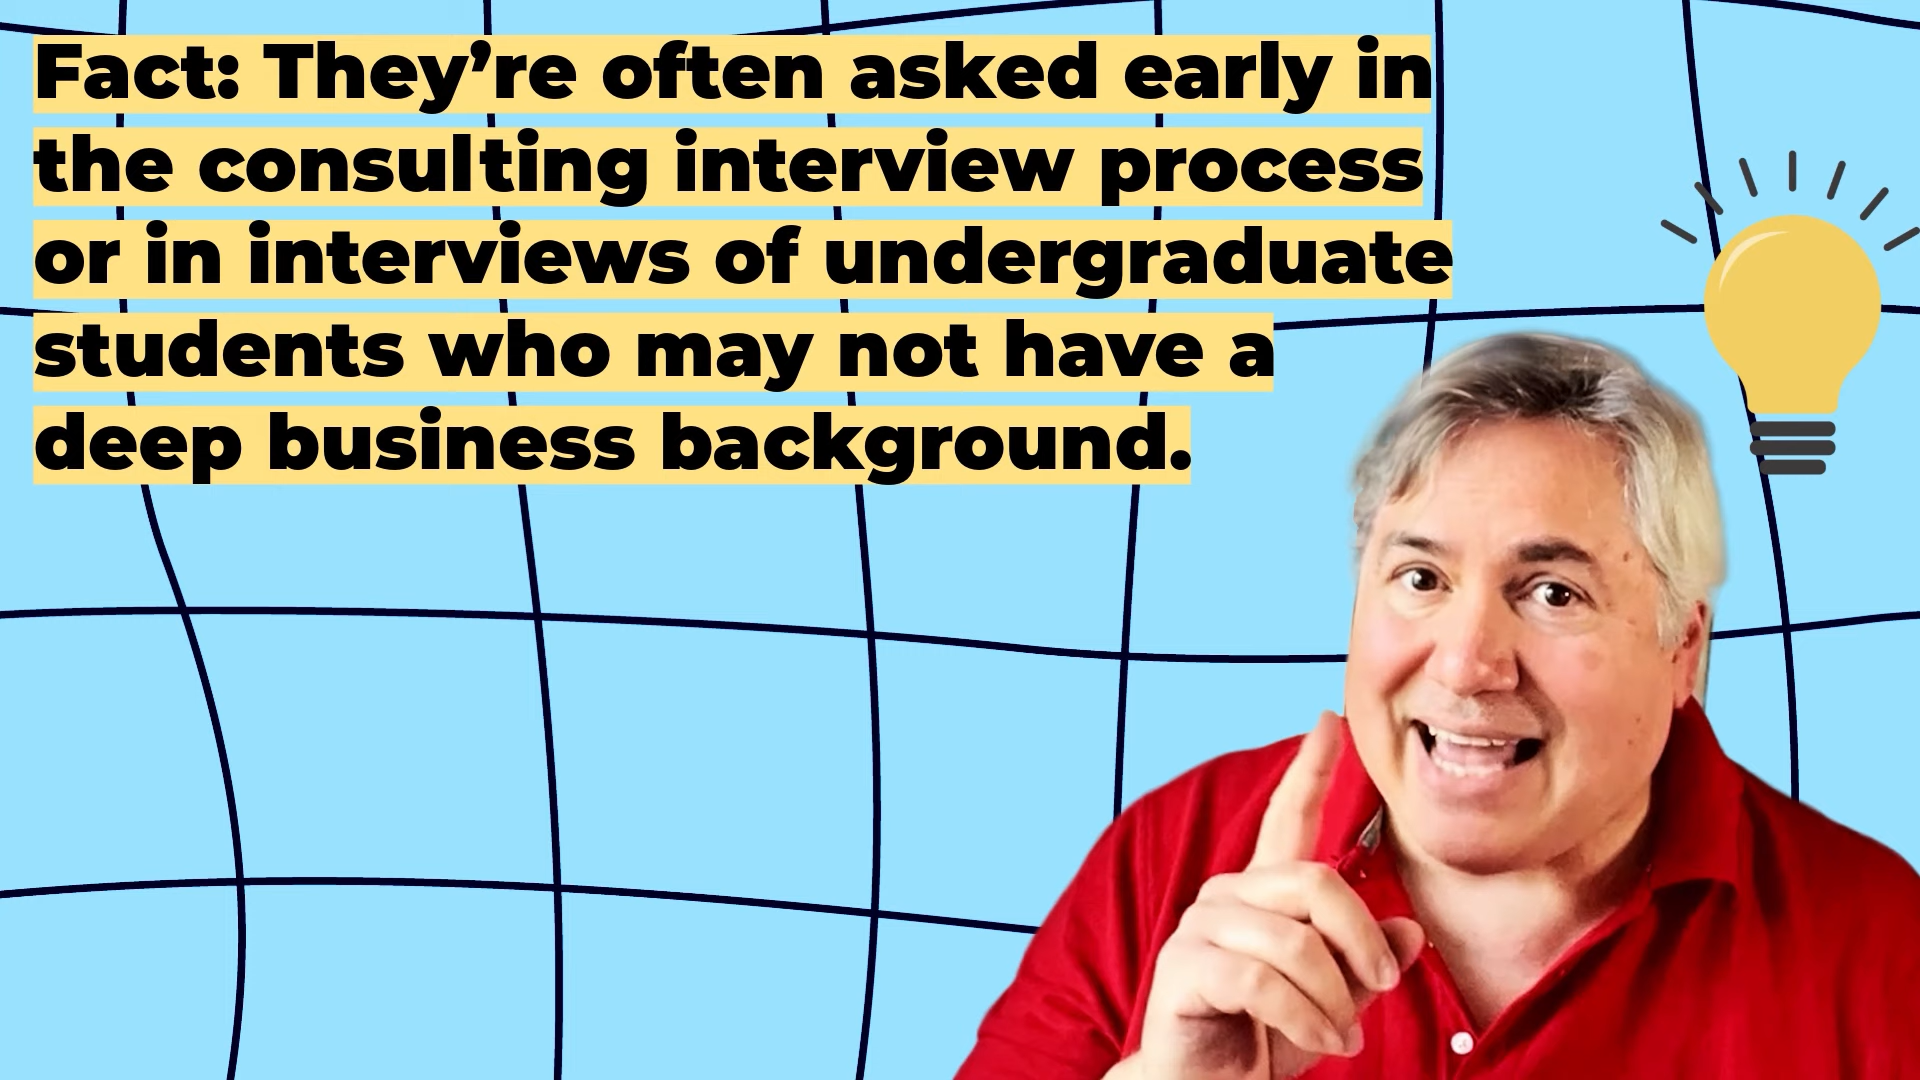 Fact: They’re often asked early in
the consulting interview process
or in interviews of undergraduate
students who may not have a
deep business background.